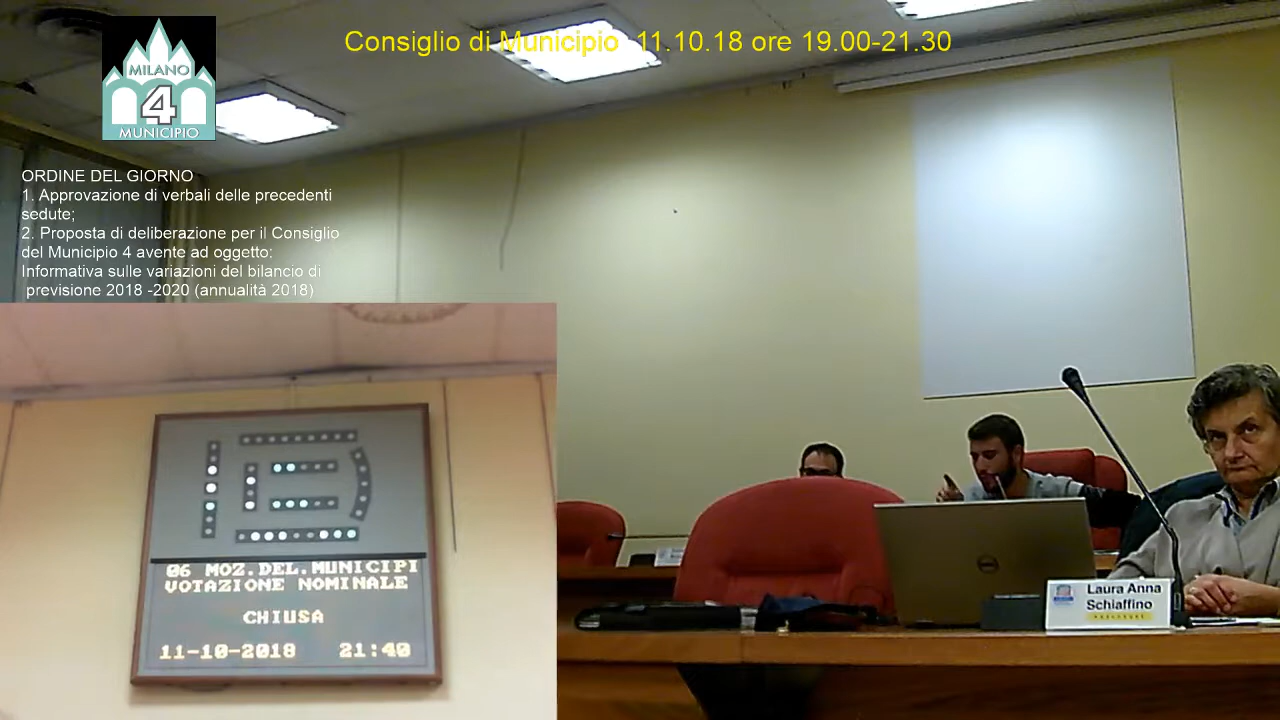 Consiglio di Municipio 11.10.18 ore 19.00-21.30
MILANO
4
MUNICIPIO
ORDINE DEL GIORNO
1. Approvazione di verbali delle precedenti
sedute;
2. Proposta di deliberazione per il Consiglio
del Municipio 4 avente ad oggetto:
Informativa sulle variazioni del bilancio di
previsione 2018 -2020 (annualità 2018)
06 MOZ.DEL.MUNICIPI
VOTAZIONE NOMINALE
CHIUSA
11-10-2018 21:40
DELL
Laura Anna
Schiaffino